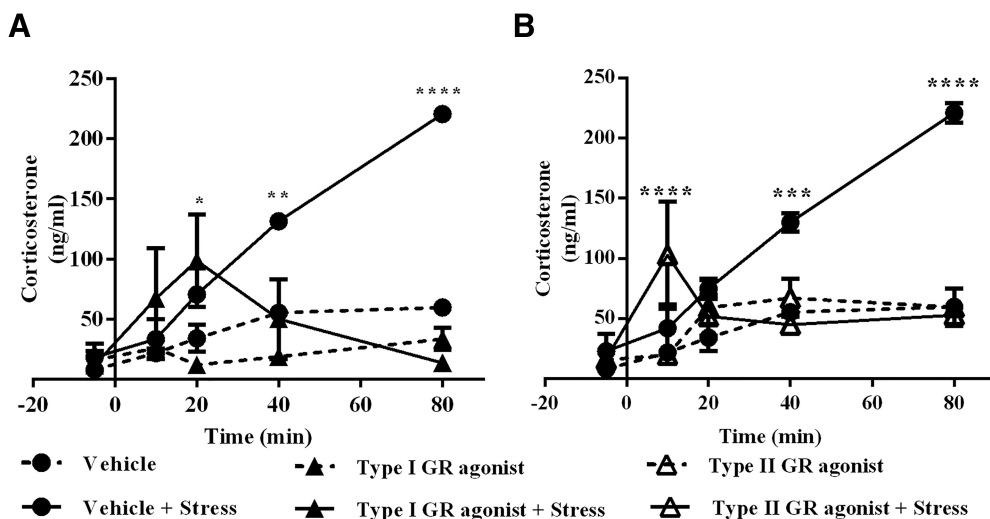 A
B
250
200
150
100
50
-20
0
20
40
60
80
Corticosterone
(ng/ml)
Time (min)
*
**
****
250
200
150
100
50
-20
0
20
40
60
80
Corticosterone
(ng/ml)
Time (min)
****
***
****
Vehicle
Type I GR agonist
Type II GR agonist
Vehicle + Stress
Type I GR agonist + Stress
Type II GR agonist + Stress